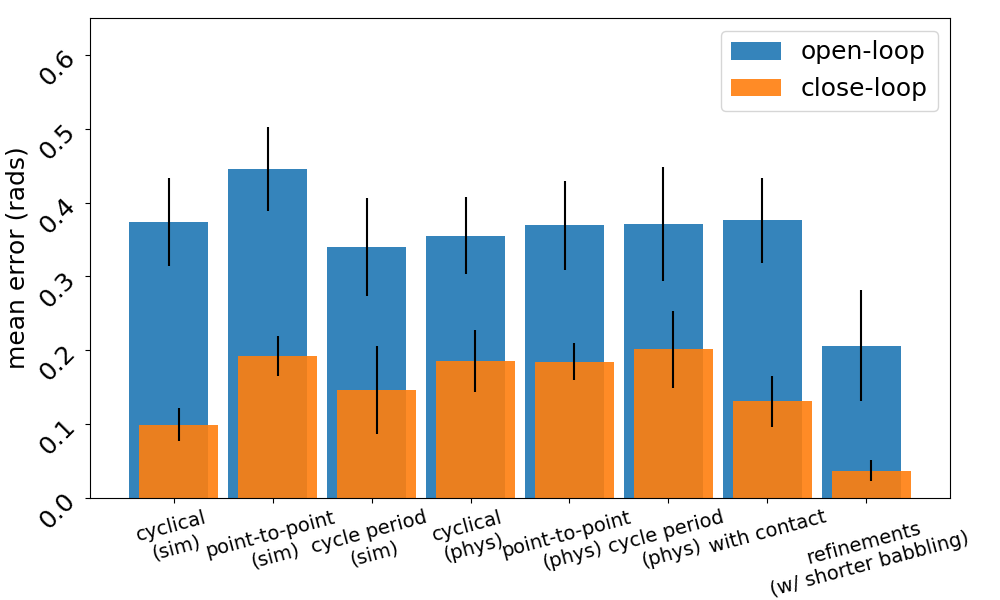 open-loop
close-loop
mean error (rads)
0.6
0.5
0.4
0.3
0.2
0.1
0.0
cyclical
(sim)
point-to-point
(sim)
cycle period
(sim)
cyclical
(phys)
point-to-point
(phys)
cycle period
(phys)
with contact
refinements
(w/ shorter babbling)